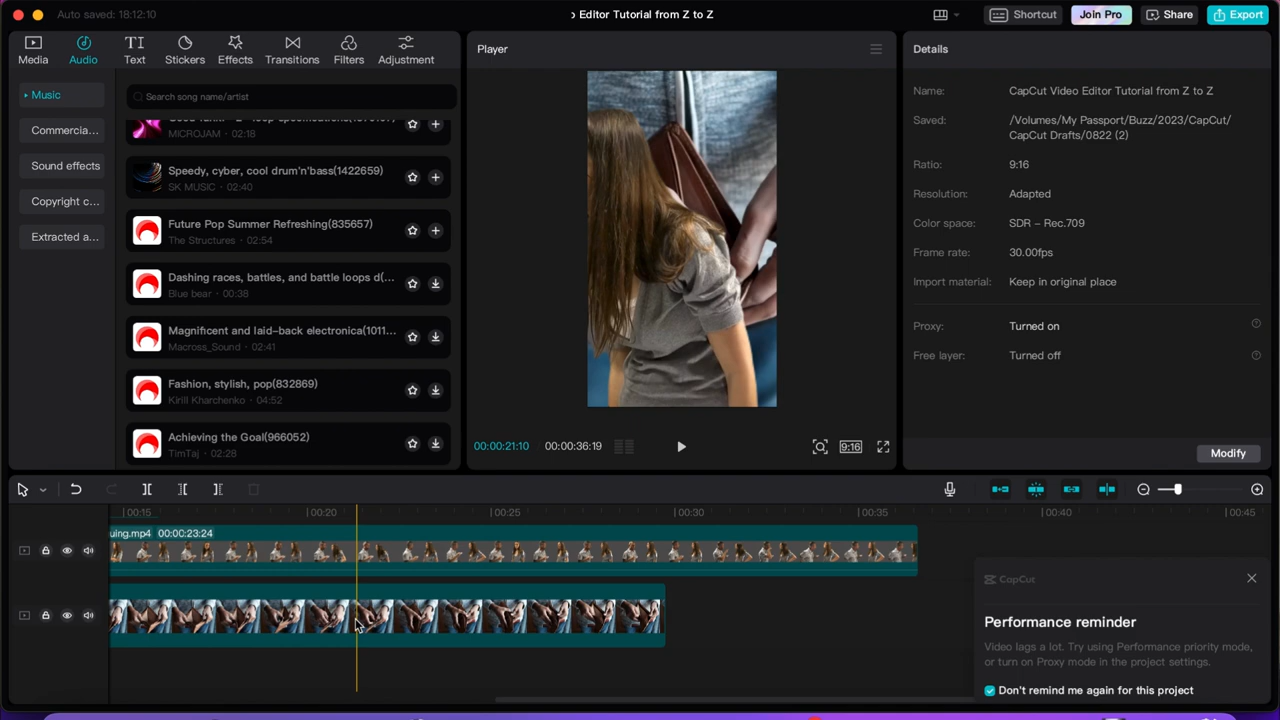 Auto saved: 18:12:10
Editor Tutorial from Z to Z
Shortcut
Join Pro
Share
Export
Media
Audio
Text
Stickers
Effects
Transitions
Filters
Adjustment
Music
Commercia...
Sound effects
Copyright c...
Extracted a...
Search song name/artist
MICROJAM · 02:18
Speedy, cyber, cool drum'n'bass(1422659)
SK MUSIC · 02:40
Future Pop Summer Refreshing(835657)
The Structures · 02:54
Dashing races, battles, and battle loops d(...
Blue bear · 00:38
Magnificent and laid-back electronica(1011...
Macross_Sound · 02:41
Fashion, stylish, pop(832869)
Kirill Kharchenko · 04:52
Achieving the Goal(966052)
TimTaj · 02:28
Player
00:00:21:10 00:00:36:19
9:16
Details
Name: CapCut Video Editor Tutorial from Z to Z
Saved: /Volumes/My Passport/Buzz/2023/CapCut/
CapCut Drafts/0822 (2)
Ratio: 9:16
Resolution: Adapted
Color space: SDR – Rec.709
Frame rate: 30.00fps
Import material: Keep in original place
Proxy: Turned on
Free layer: Turned off
Modify
00:15 00:20 00:25 00:30 00:35 00:40 00:45
uing.mp4 00:00:23:24
CapCut
Performance reminder
Video lags a lot. Try using Performance priority mode,
or turn on Proxy mode in the project settings.
Don't remind me again for this project